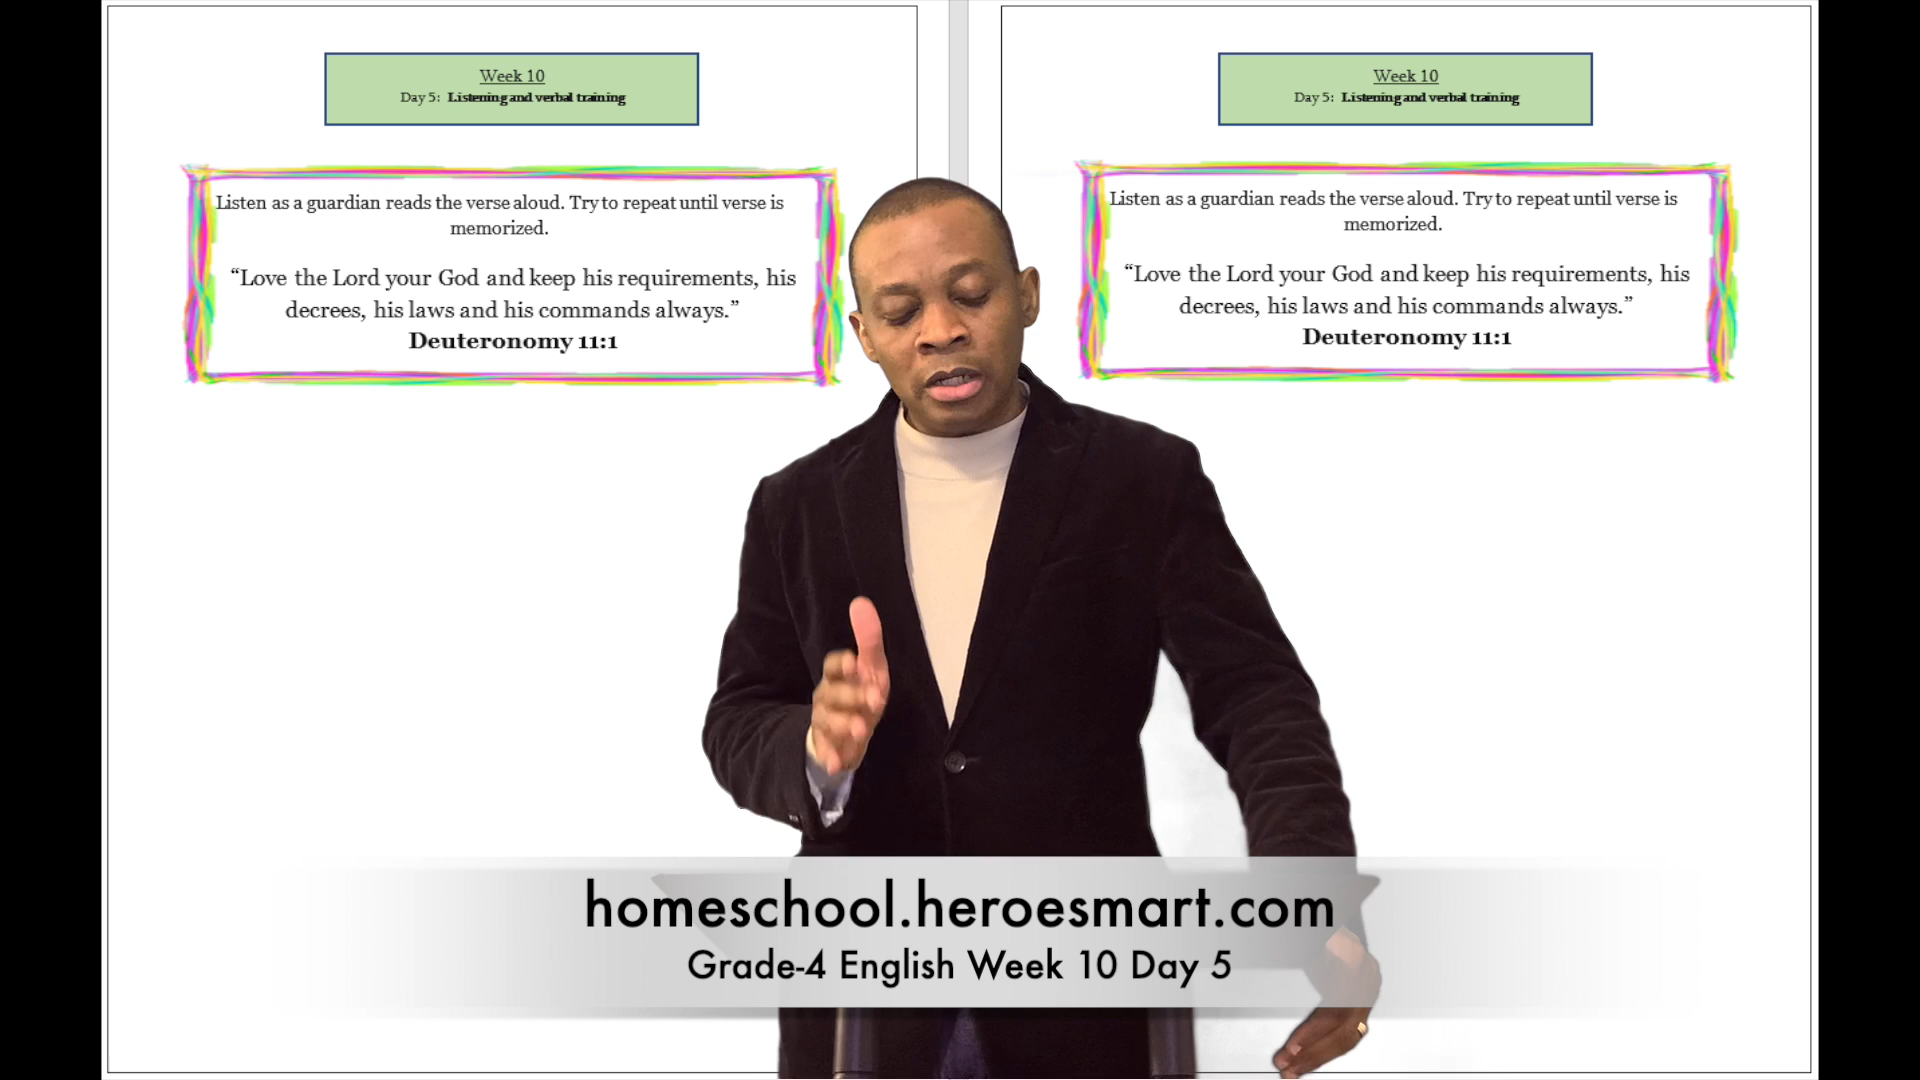 Week 10
Day 5: Listening and verbal training
Listen as a guardian reads the verse aloud. Try to repeat until verse is
memorized.
“Love the Lord your God and keep his requirements, his
decrees, his laws and his commands always.”
Deuteronomy 11:1
Week 10
Day 5: Listening and verbal training
Listen as a guardian reads the verse aloud. Try to repeat until verse is
memorized.
“Love the Lord your God and keep his requirements, his
decrees, his laws and his commands always.”
Deuteronomy 11:1
homeschool.heroesmart.com
Grade-4 English Week 10 Day 5